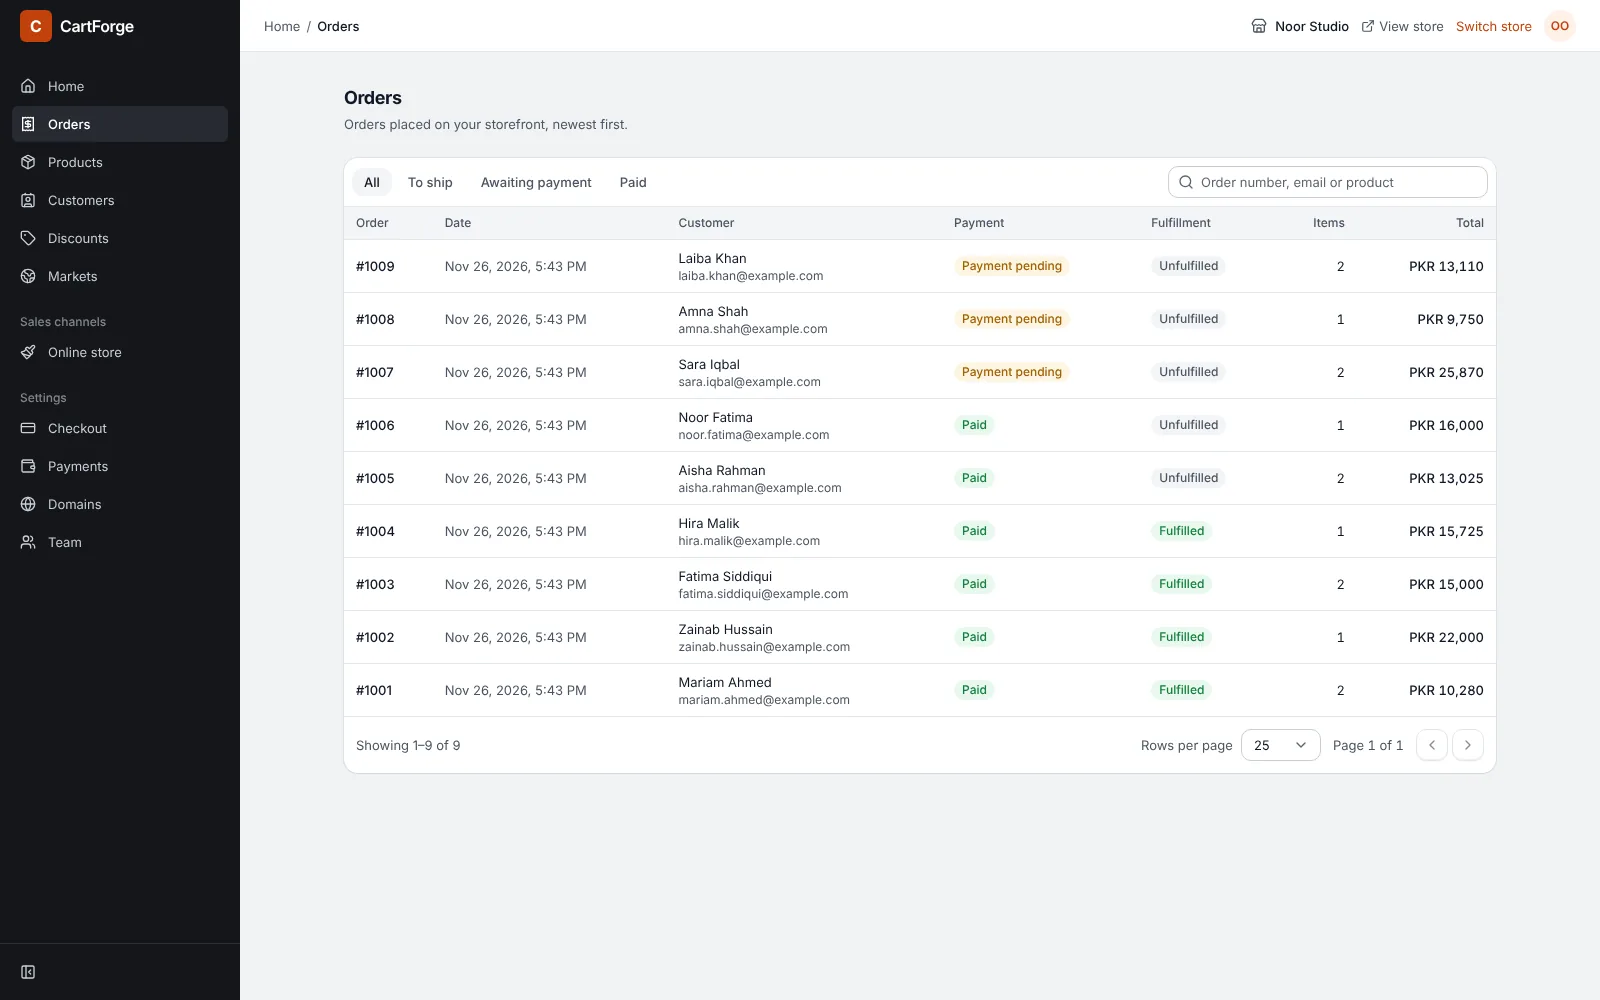 C CartForge
Home / Orders
Noor Studio View store Switch store OO
Home
Orders
Products
Customers
Discounts
Markets
Sales channels
Online store
Settings
Checkout
Payments
Domains
Team
Orders
Orders placed on your storefront, newest first.
All To ship Awaiting payment Paid Order number, email or product
Order Date Customer Payment Fulfillment Items Total
#1009 Nov 26, 2026, 5:43 PM Laiba Khan Payment pending Unfulfilled 2 PKR 13,110
laiba.khan@example.com
#1008 Nov 26, 2026, 5:43 PM Amna Shah Payment pending Unfulfilled 1 PKR 9,750
amna.shah@example.com
#1007 Nov 26, 2026, 5:43 PM Sara Iqbal Payment pending Unfulfilled 2 PKR 25,870
sara.iqbal@example.com
#1006 Nov 26, 2026, 5:43 PM Noor Fatima Paid Unfulfilled 1 PKR 16,000
noor.fatima@example.com
#1005 Nov 26, 2026, 5:43 PM Aisha Rahman Paid Unfulfilled 2 PKR 13,025
aisha.rahman@example.com
#1004 Nov 26, 2026, 5:43 PM Hira Malik Paid Fulfilled 1 PKR 15,725
hira.malik@example.com
#1003 Nov 26, 2026, 5:43 PM Fatima Siddiqui Paid Fulfilled 2 PKR 15,000
fatima.siddiqui@example.com
#1002 Nov 26, 2026, 5:43 PM Zainab Hussain Paid Fulfilled 1 PKR 22,000
zainab.hussain@example.com
#1001 Nov 26, 2026, 5:43 PM Mariam Ahmed Paid Fulfilled 2 PKR 10,280
mariam.ahmed@example.com
Showing 1–9 of 9 Rows per page 25 Page 1 of 1